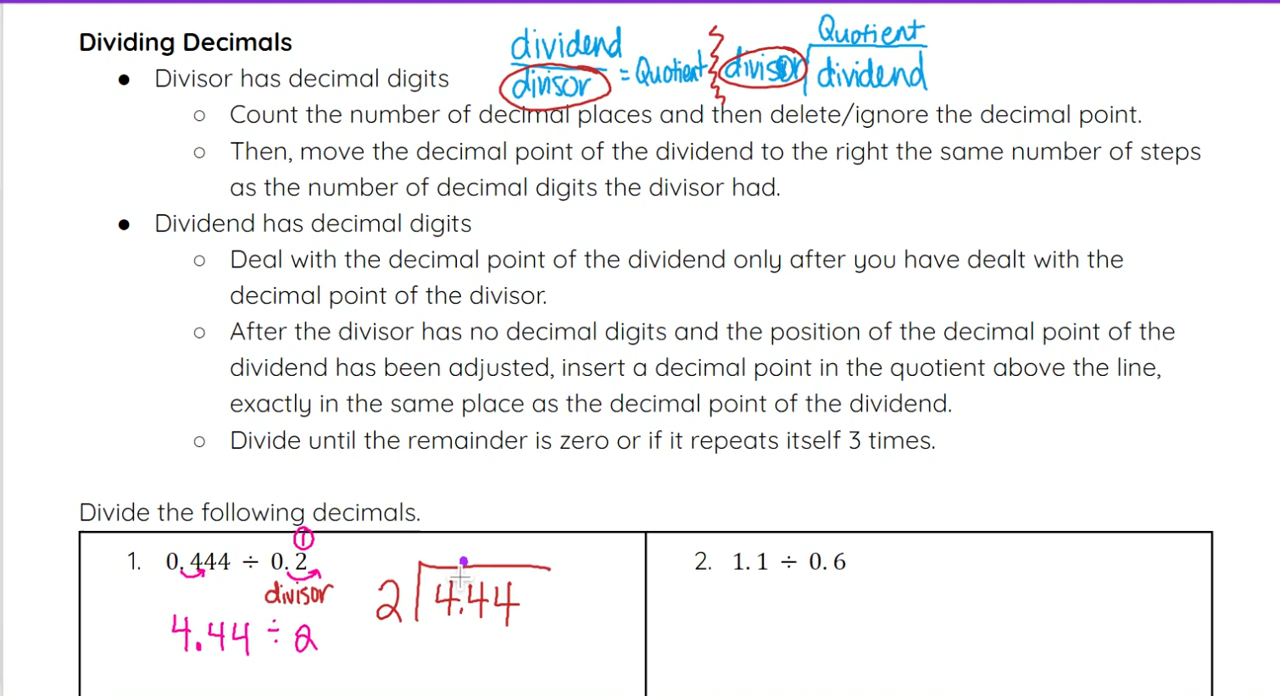 Dividing Decimals
dividend
divisor
= Quotient
Quotient
divisor
dividend
● Divisor has decimal digits
○ Count the number of decimal places and then delete/ignore the decimal point.
○ Then, move the decimal point of the dividend to the right the same number of steps
as the number of decimal digits the divisor had.
● Dividend has decimal digits
○ Deal with the decimal point of the dividend only after you have dealt with the
decimal point of the divisor.
○ After the divisor has no decimal digits and the position of the decimal point of the
dividend has been adjusted, insert a decimal point in the quotient above the line,
exactly in the same place as the decimal point of the dividend.
○ Divide until the remainder is zero or if it repeats itself 3 times.
Divide the following decimals.
①
1. 0.444 ÷ 0.2
divisor
4.44 ÷ 2
2 4.44
2. 1.1 ÷ 0.6